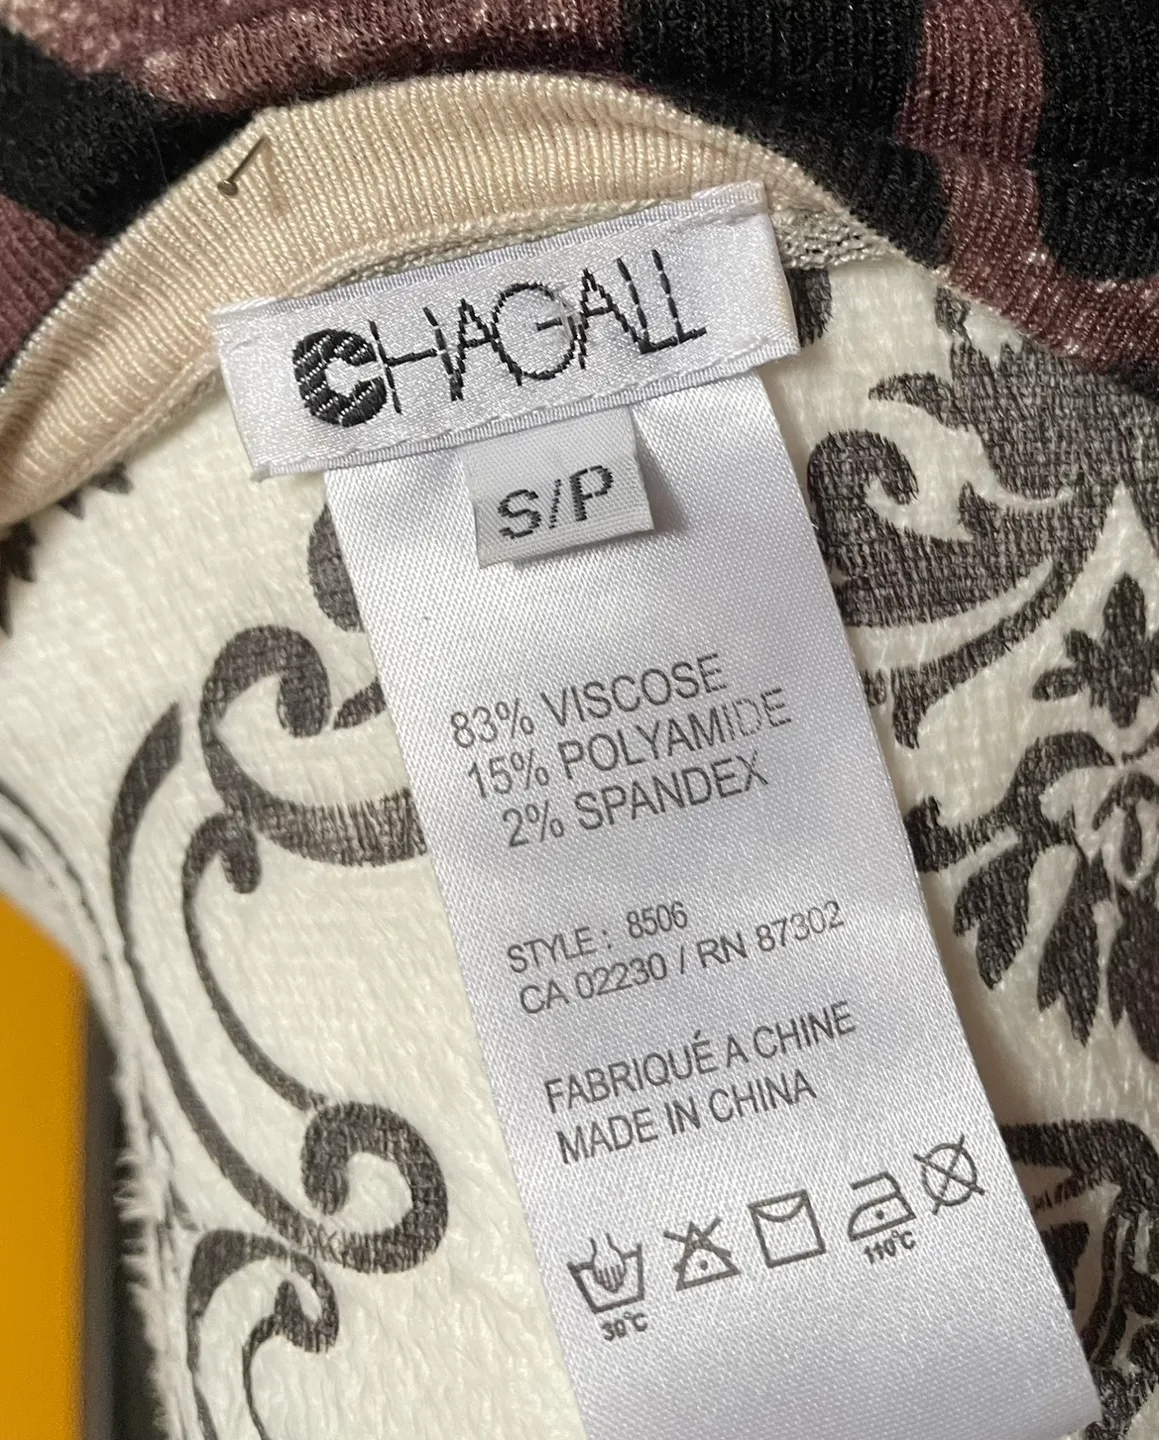 CHAGALL
S/P
83% VISCOSE
15% POLYAMIDE
2% SPANDEX
STYLE: 8506
CA 02230 / RN 87302
FABRIQUÉ A CHINE
MADE IN CHINA
30°C
110°C